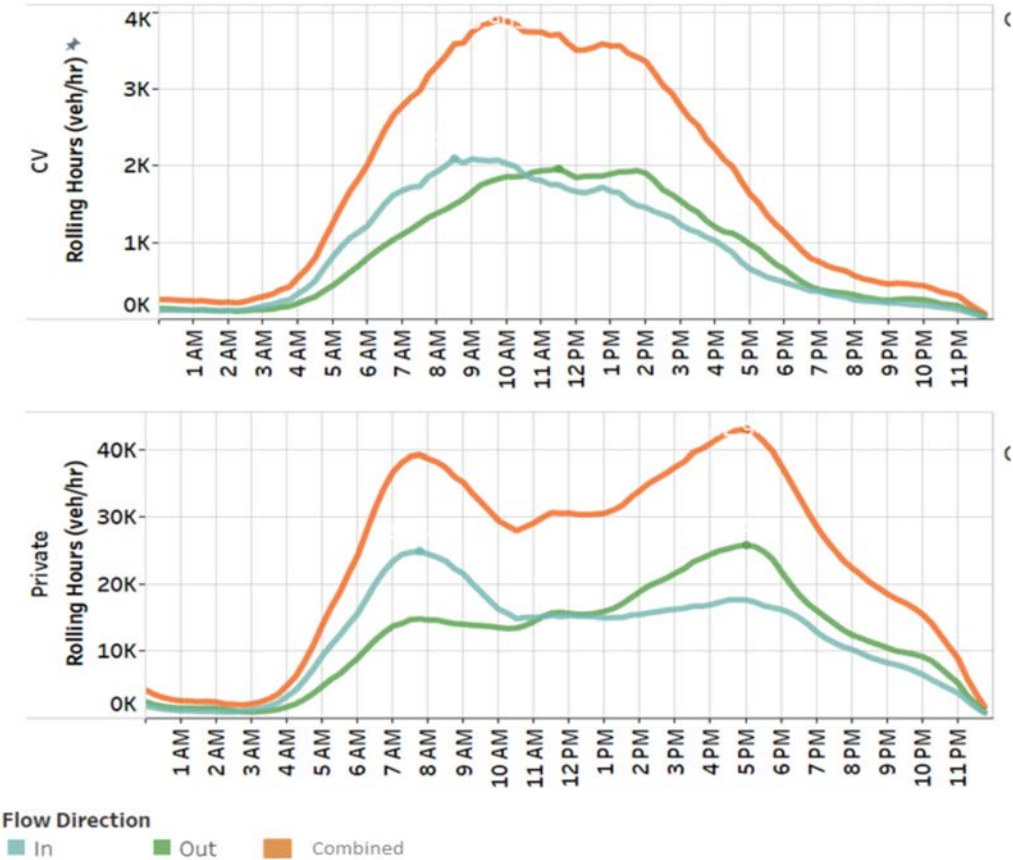 4K
3K
2K
1K
0K
CV
Rolling Hours (veh/hr)
1 AM
2 AM
3 AM
4 AM
5 AM
6 AM
7 AM
8 AM
9 AM
10 AM
11 AM
12 PM
1 PM
2 PM
3 PM
4 PM
5 PM
6 PM
7 PM
8 PM
9 PM
10 PM
11 PM
40K
30K
20K
10K
0K
Private
Rolling Hours (veh/hr)
1 AM
2 AM
3 AM
4 AM
5 AM
6 AM
7 AM
8 AM
9 AM
10 AM
11 AM
12 PM
1 PM
2 PM
3 PM
4 PM
5 PM
6 PM
7 PM
8 PM
9 PM
10 PM
11 PM
Flow Direction
In Out Combined